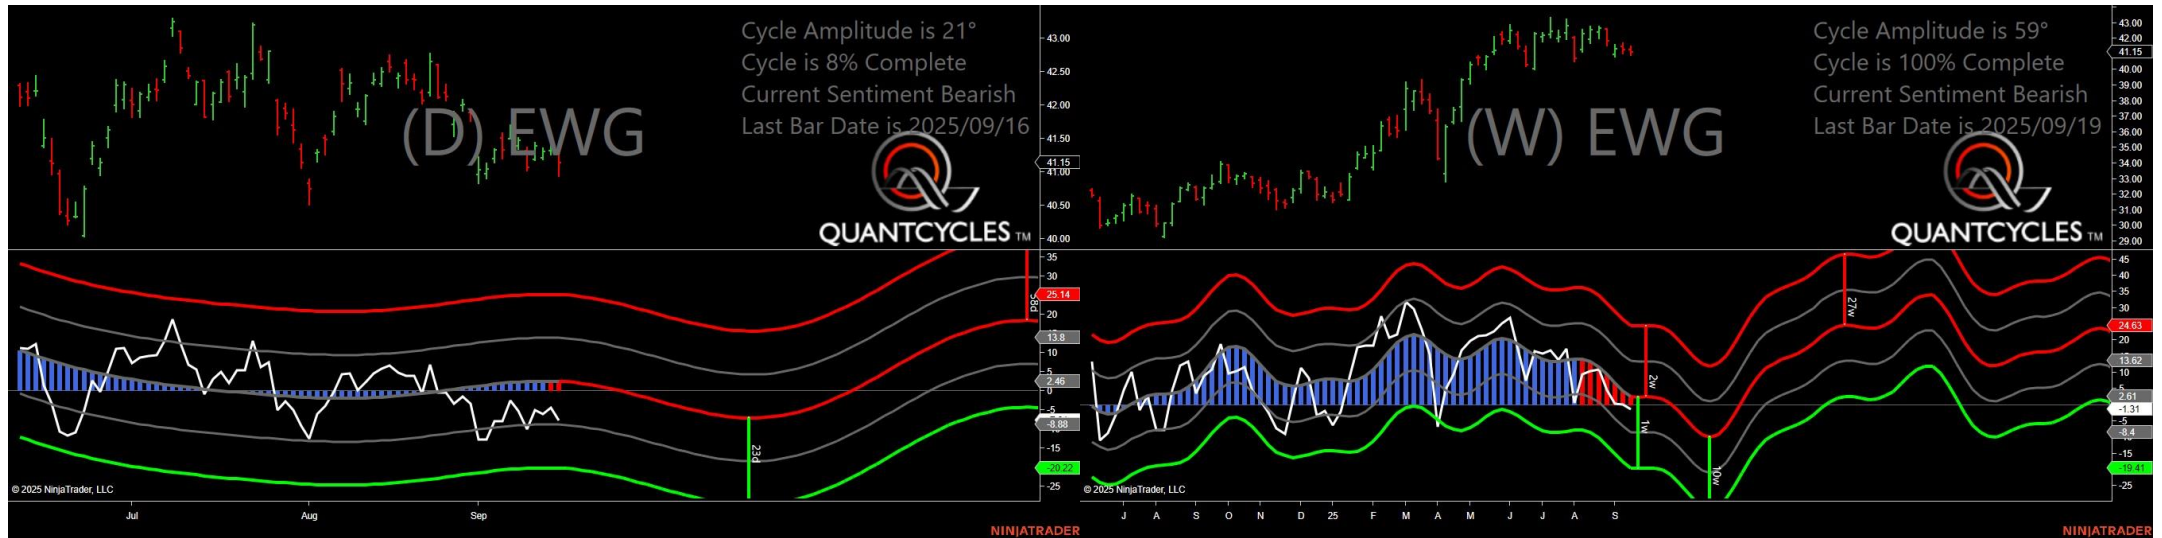 Cycle Amplitude is 21°
Cycle is 8% Complete
Current Sentiment Bearish
Last Bar Date is 2025/09/16
(D) EWG
QUANTCYCLES TM
43.00
42.50
42.00
41.50
41.15
41.00
40.50
40.00
35
30
25.14
20
13.8
10
5
2.46
-5
-8.88
-15
-20.22
-25
58d
23d
© 2025 NinjaTrader, LLC
Jul
Aug
Sep
NINJATRADER
Cycle Amplitude is 59°
Cycle is 100% Complete
Current Sentiment Bearish
Last Bar Date is 2025/09/19
(W) EWG
QUANTCYCLES TM
43.00
42.00
41.15
40.00
39.00
38.00
37.00
36.00
35.00
34.00
33.00
32.00
31.00
30.00
29.00
45
40
35
30
24.63
20
13.62
10
5
2.61
-1.31
-8.4
-15
-19.41
-25
2w
1w
10w
27w
© 2025 NinjaTrader, LLC
J A S O N D 25 F M A M J J A S
NINJATRADER